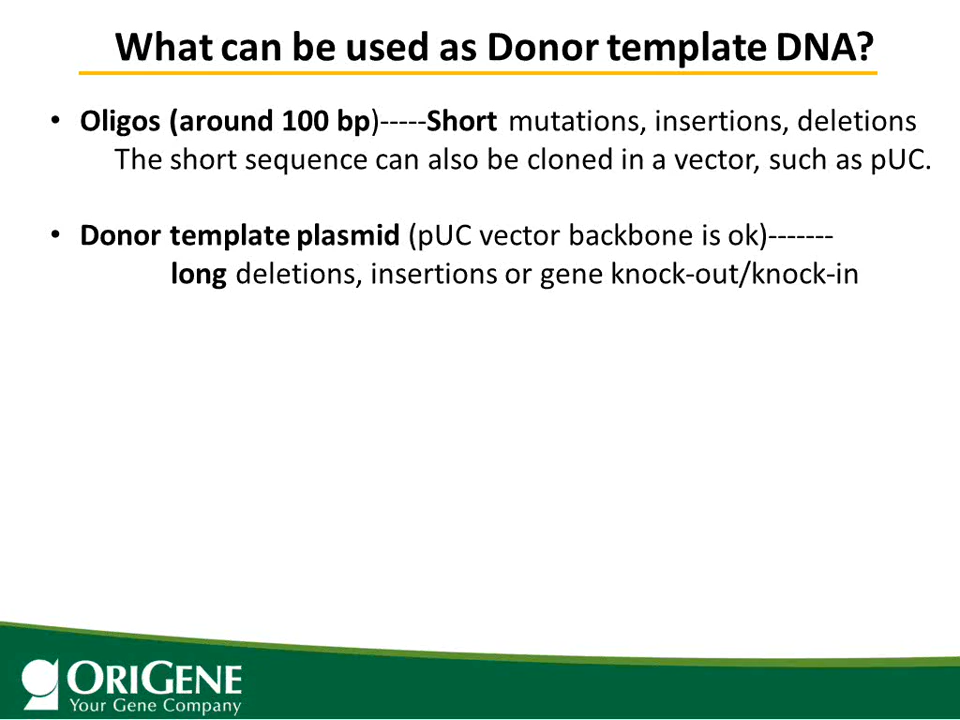 What can be used as Donor template DNA?
• Oligos (around 100 bp)-----Short mutations, insertions, deletions
The short sequence can also be cloned in a vector, such as pUC.
• Donor template plasmid (pUC vector backbone is ok)-------
long deletions, insertions or gene knock-out/knock-in
ORIGENE
Your Gene Company